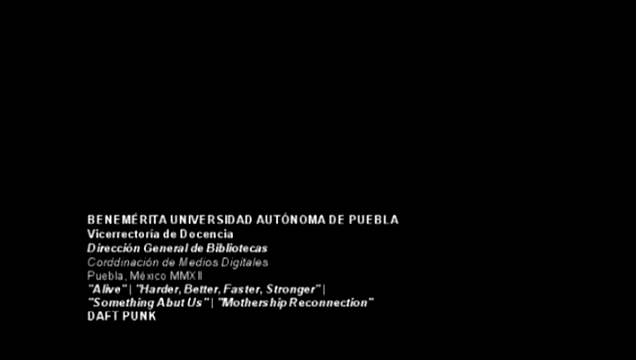 BENEMÉRITA UNIVERSIDAD AUTÓNOMA DE PUEBLA
Vicerrectoría de Docencia
Dirección General de Bibliotecas
Corddinación de Medios Digitales
Puebla, México MMXII
"Alive" | "Harder, Better, Faster, Stronger" |
"Something Abut Us" | "Mothership Reconnection"
DAFT PUNK